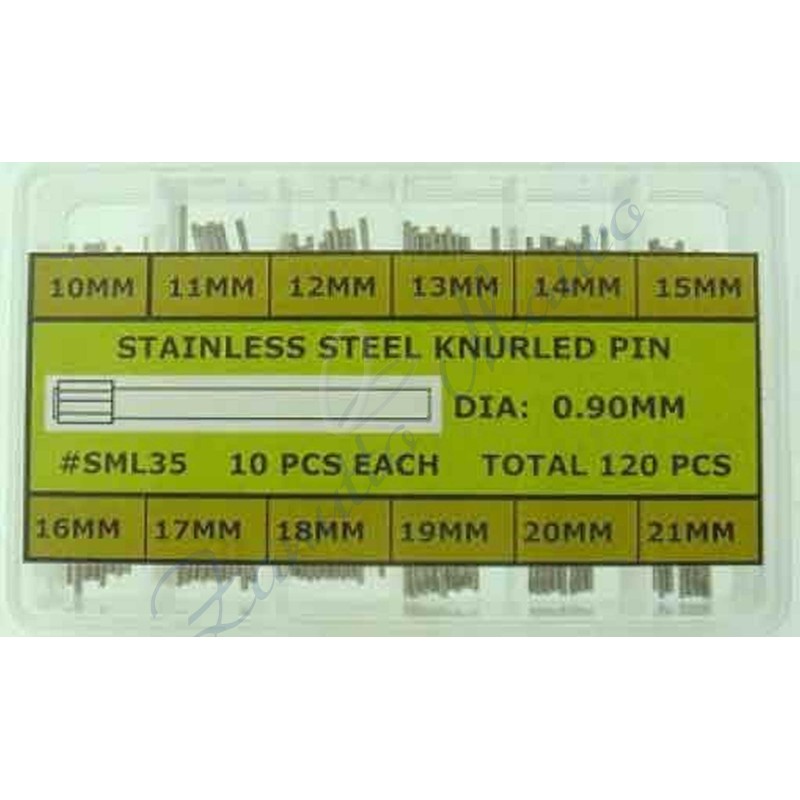 10MM 11MM 12MM 13MM 14MM 15MM
STAINLESS STEEL KNURLED PIN
DIA: 0.90MM
#SML35 10 PCS EACH TOTAL 120 PCS
16MM 17MM 18MM 19MM 20MM 21MM